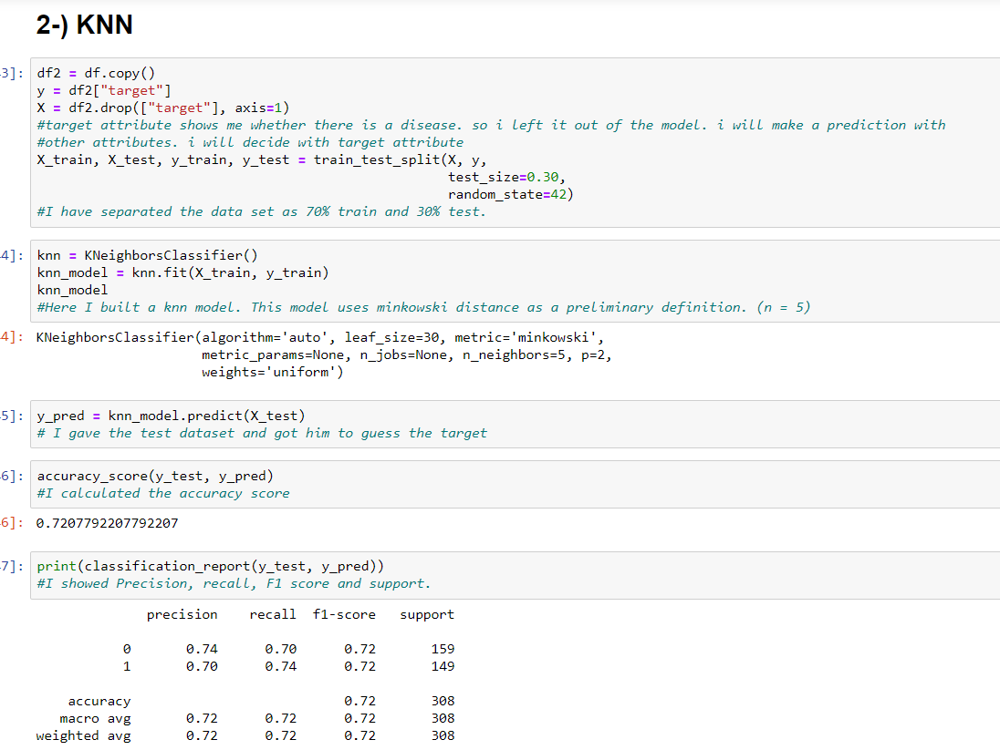 2-) KNN
3]:
df2 = df.copy()
y = df2["target"]
X = df2.drop(["target"], axis=1)
#target attribute shows me whether there is a disease. so i left it out of the model. i will make a prediction with
#other attributes. i will decide with target attribute
X_train, X_test, y_train, y_test = train_test_split(X, y,
test_size=0.30,
random_state=42)
#I have separated the data set as 70% train and 30% test.
4]:
knn = KNeighborsClassifier()
knn_model = knn.fit(X_train, y_train)
knn_model
#Here I built a knn model. This model uses minkowski distance as a preliminary definition. (n = 5)
4]:
KNeighborsClassifier(algorithm='auto', leaf_size=30, metric='minkowski',
metric_params=None, n_jobs=None, n_neighbors=5, p=2,
weights='uniform')
5]:
y_pred = knn_model.predict(X_test)
# I gave the test dataset and got him to guess the target
6]:
accuracy_score(y_test, y_pred)
#I calculated the accuracy score
6]:
0.7207792207792207
7]:
print(classification_report(y_test, y_pred))
#I showed Precision, recall, F1 score and support.
precision recall f1-score support
0 0.74 0.70 0.72 159
1 0.70 0.74 0.72 149
accuracy 0.72 308
macro avg 0.72 0.72 0.72 308
weighted avg 0.72 0.72 0.72 308